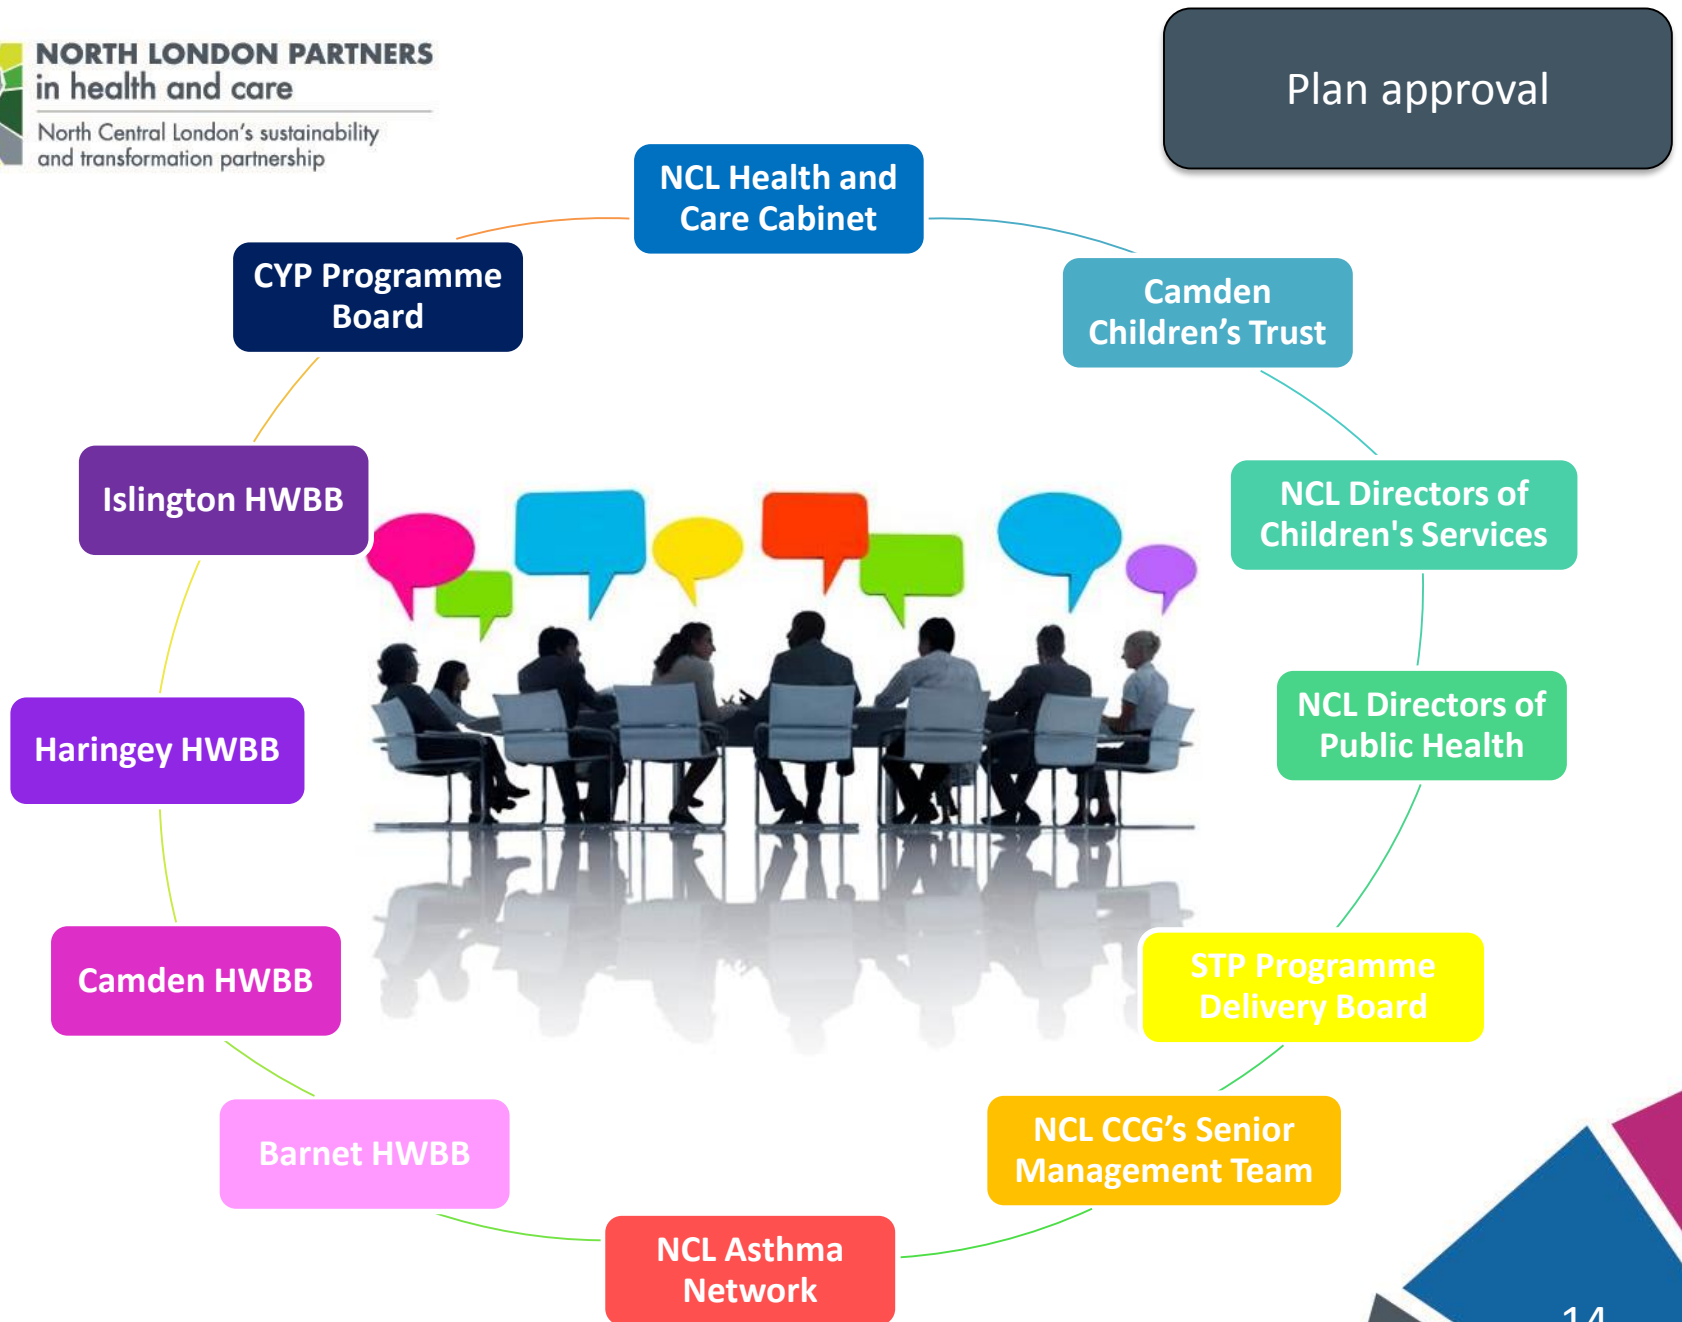 NORTH LONDON PARTNERS
in health and care
North Central London's sustainability
and transformation partnership
Plan approval
NCL Health and
Care Cabinet
Camden
Children’s Trust
NCL Directors of
Children's Services
NCL Directors of
Public Health
STP Programme
Delivery Board
NCL CCG’s Senior
Management Team
NCL Asthma
Network
Barnet HWBB
Camden HWBB
Haringey HWBB
Islington HWBB
CYP Programme
Board
14